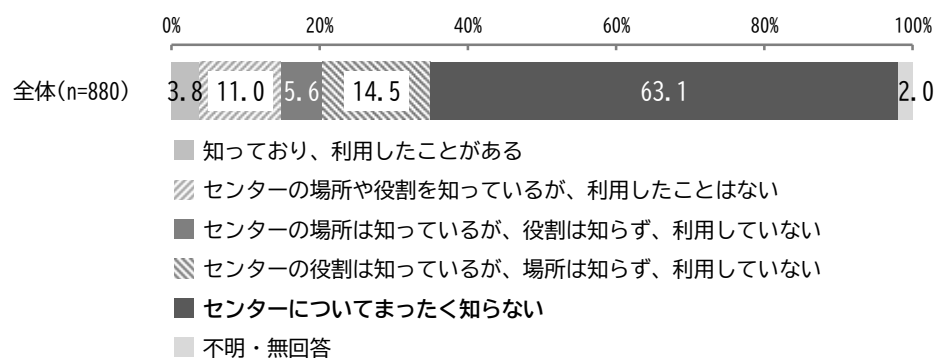 0% 20% 40% 60% 80% 100%
全体(n=880) 3.8 11.0 5.6 14.5 63.1 2.0
知っており、利用したことがある
センターの場所や役割を知っているが、利用したことはない
センターの場所は知っているが、役割は知らず、利用していない
センターの役割は知っているが、場所は知らず、利用していない
センターについてまったく知らない
不明・無回答